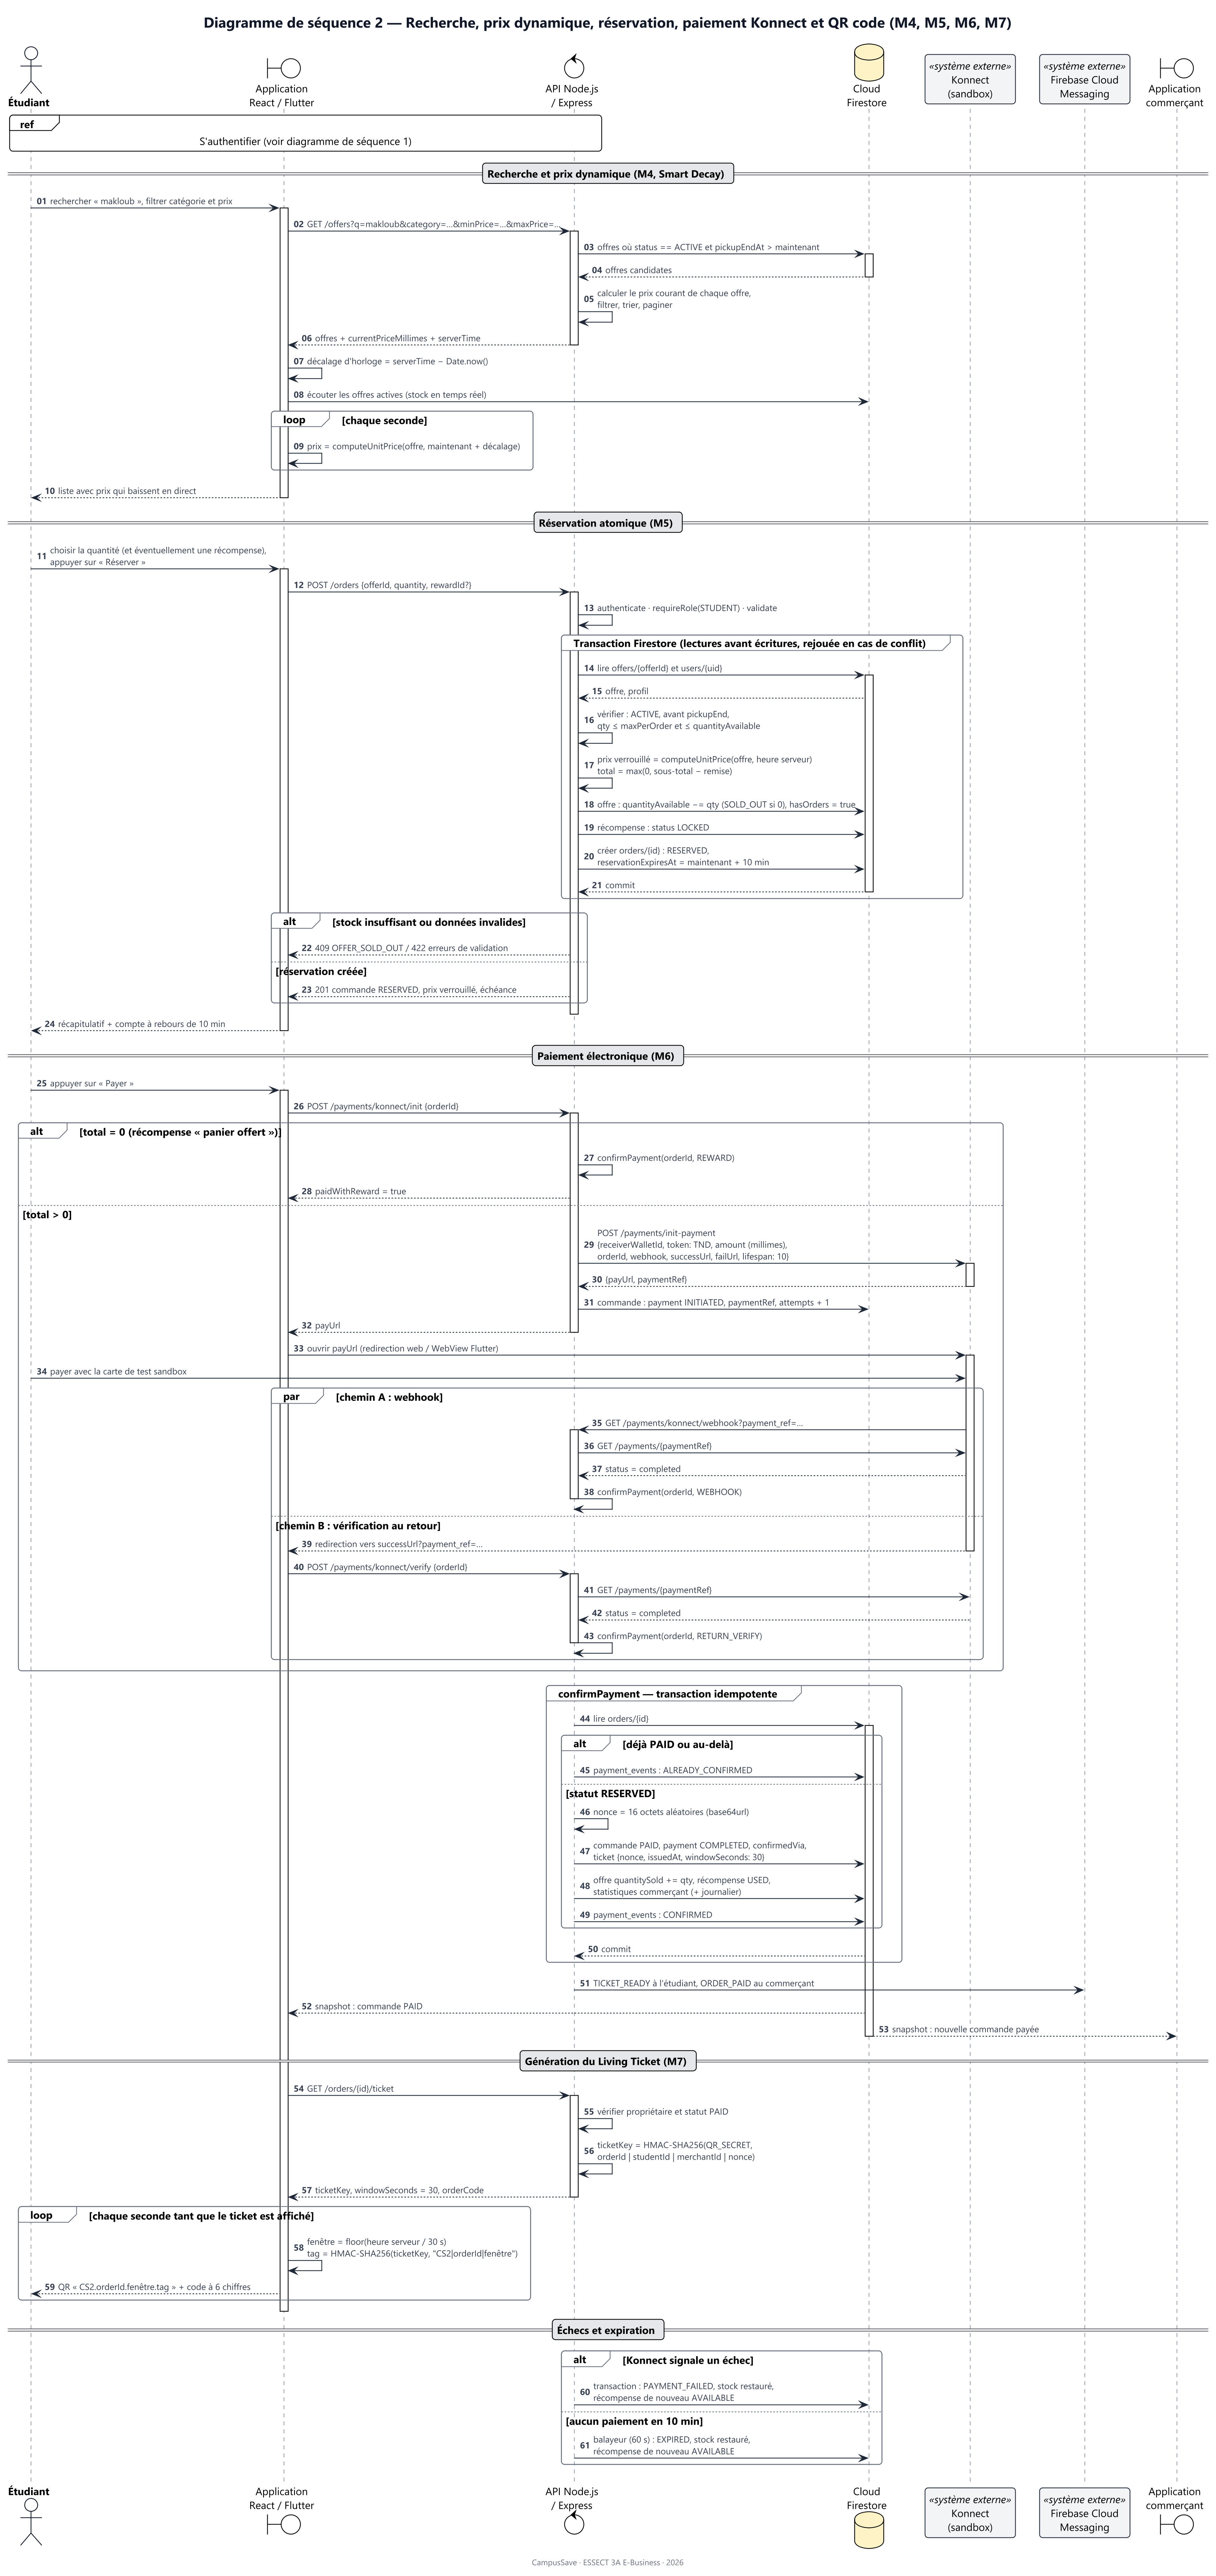 Diagramme de séquence 2 — Recherche, prix dynamique, réservation, paiement Konnect et QR code (M4, M5, M6, M7)
Étudiant
Application
React / Flutter
API Node.js
/ Express
Cloud
Firestore
«système externe»
Konnect
(sandbox)
«système externe»
Firebase Cloud
Messaging
Application
commerçant
ref
S'authentifier (voir diagramme de séquence 1)
Recherche et prix dynamique (M4, Smart Decay)
01 rechercher « makloub », filtrer catégorie et prix
02 GET /offers?q=makloub&category=...&minPrice=...&maxPrice=...
03 offres où status == ACTIVE et pickupEndAt > maintenant
04 offres candidates
05 calculer le prix courant de chaque offre,
filtrer, trier, paginer
06 offres + currentPriceMillimes + serverTime
07 décalage d'horloge = serverTime − Date.now()
08 écouter les offres actives (stock en temps réel)
loop [chaque seconde]
09 prix = computeUnitPrice(offre, maintenant + décalage)
10 liste avec prix qui baissent en direct
Réservation atomique (M5)
11 choisir la quantité (et éventuellement une récompense),
appuyer sur « Réserver »
12 POST /orders {offerId, quantity, rewardId?}
13 authenticate · requireRole(STUDENT) · validate
Transaction Firestore (lectures avant écritures, rejouée en cas de conflit)
14 lire offers/{offerId} et users/{uid}
15 offre, profil
16 vérifier : ACTIVE, avant pickupEnd,
qty ≤ maxPerOrder et ≤ quantityAvailable
17 prix verrouillé = computeUnitPrice(offre, heure serveur)
total = max(0, sous-total − remise)
18 offre : quantityAvailable −= qty (SOLD_OUT si 0), hasOrders = true
19 récompense : status LOCKED
20 créer orders/{id} : RESERVED,
reservationExpiresAt = maintenant + 10 min
21 commit
alt [stock insuffisant ou données invalides]
22 409 OFFER_SOLD_OUT / 422 erreurs de validation
[réservation créée]
23 201 commande RESERVED, prix verrouillé, échéance
24 récapitulatif + compte à rebours de 10 min
Paiement électronique (M6)
25 appuyer sur « Payer »
26 POST /payments/konnect/init {orderId}
alt [total = 0 (récompense « panier offert »)]
27 confirmPayment(orderId, REWARD)
28 paidWithReward = true
[total > 0]
29 POST /payments/init-payment
{receiverWalletId, token: TND, amount (millimes),
orderId, webhook, successUrl, failUrl, lifespan: 10}
30 {payUrl, paymentRef}
31 commande : payment INITIATED, paymentRef, attempts + 1
32 payUrl
33 ouvrir payUrl (redirection web / WebView Flutter)
34 payer avec la carte de test sandbox
par [chemin A : webhook]
35 GET /payments/konnect/webhook?payment_ref=...
36 GET /payments/{paymentRef}
37 status = completed
38 confirmPayment(orderId, WEBHOOK)
[chemin B : vérification au retour]
39 redirection vers successUrl?payment_ref=...
40 POST /payments/konnect/verify {orderId}
41 GET /payments/{paymentRef}
42 status = completed
43 confirmPayment(orderId, RETURN_VERIFY)
confirmPayment — transaction idempotente
44 lire orders/{id}
alt [déjà PAID ou au-delà]
45 payment_events : ALREADY_CONFIRMED
[statut RESERVED]
46 nonce = 16 octets aléatoires (base64url)
47 commande PAID, payment COMPLETED, confirmedVia,
ticket {nonce, issuedAt, windowSeconds: 30}
48 offre quantitySold += qty, récompense USED,
statistiques commerçant (+ journalier)
49 payment_events : CONFIRMED
50 commit
51 TICKET_READY à l'étudiant, ORDER_PAID au commerçant
52 snapshot : commande PAID
53 snapshot : nouvelle commande payée
Génération du Living Ticket (M7)
54 GET /orders/{id}/ticket
55 vérifier propriétaire et statut PAID
56 ticketKey = HMAC-SHA256(QR_SECRET,
orderId | studentId | merchantId | nonce)
57 ticketKey, windowSeconds = 30, orderCode
loop [chaque seconde tant que le ticket est affiché]
58 fenêtre = floor(heure serveur / 30 s)
tag = HMAC-SHA256(ticketKey, "CS2|orderId|fenêtre")
59 QR « CS2.orderId.fenêtre.tag » + code à 6 chiffres
Échecs et expiration
alt [Konnect signale un échec]
60 transaction : PAYMENT_FAILED, stock restauré,
récompense de nouveau AVAILABLE
[aucun paiement en 10 min]
61 balayeur (60 s) : EXPIRED, stock restauré,
récompense de nouveau AVAILABLE
Étudiant
Application
React / Flutter
API Node.js
/ Express
Cloud
Firestore
«système externe»
Konnect
(sandbox)
«système externe»
Firebase Cloud
Messaging
Application
commerçant
CampusSave · ESSECT 3A E-Business · 2026